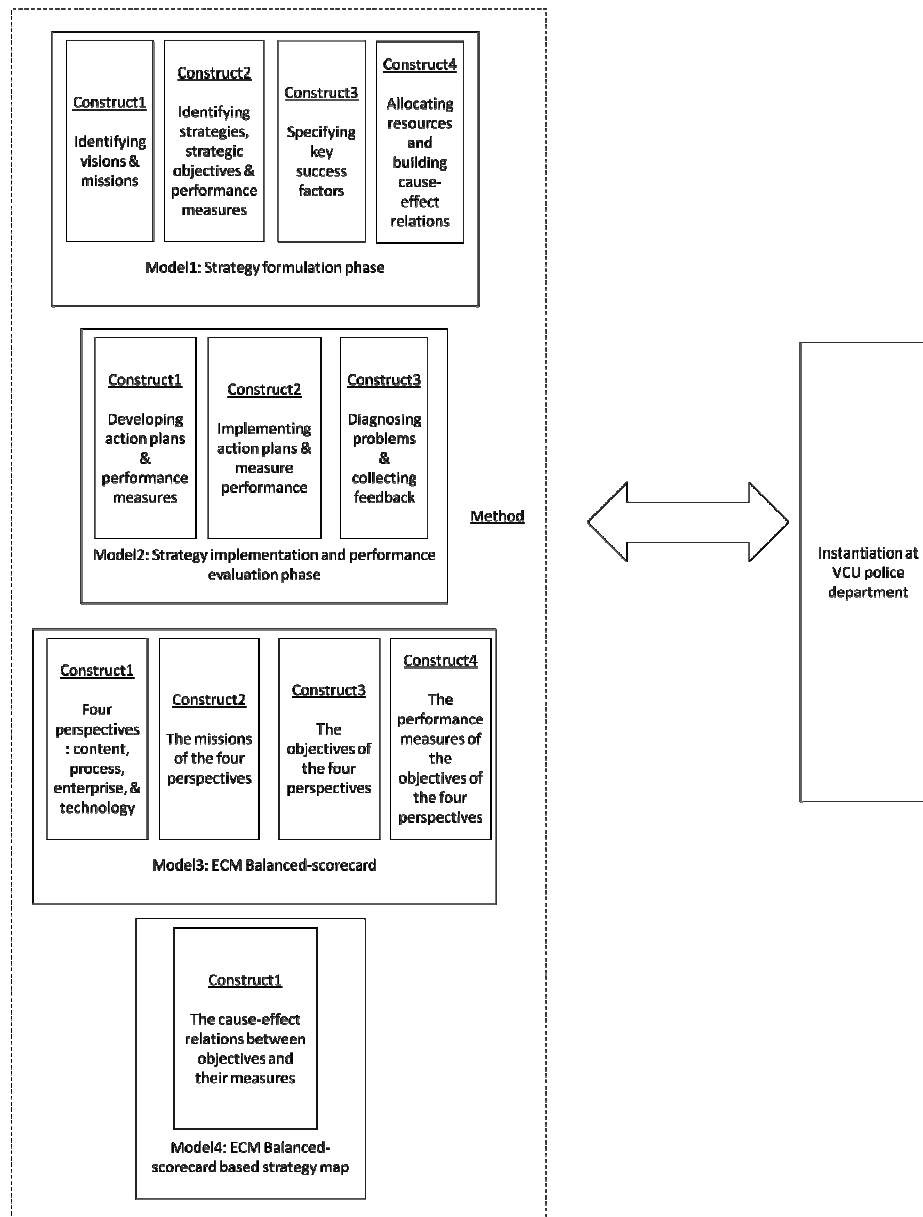 Construct1
Identifying
visions &
missions
Construct2
Identifying
strategies,
strategic
objectives &
performance
measures
Construct3
Specifying
key
success
factors
Construct4
Allocating
resources
and
building
cause-
effect
relations
Model1: Strategy formulation phase
Construct1
Developing
action plans
&
performance
measures
Construct2
Implementing
action plans &
measure
performance
Construct3
Diagnosing
problems
&
collecting
feedback
Model2: Strategy implementation and performance
evaluation phase
Method
Instantiation at
VCU police
department
Construct1
Four
perspectives
: content,
process,
enterprise, &
technology
Construct2
The missions
of the four
perspectives
Construct3
The
objectives of
the four
perspectives
Construct4
The
performance
measures of
the
objectives of
the four
perspectives
Model3: ECM Balanced-scorecard
Construct1
The cause-effect
relations between
objectives and
their measures
Model4: ECM Balanced-
scorecard based strategy map